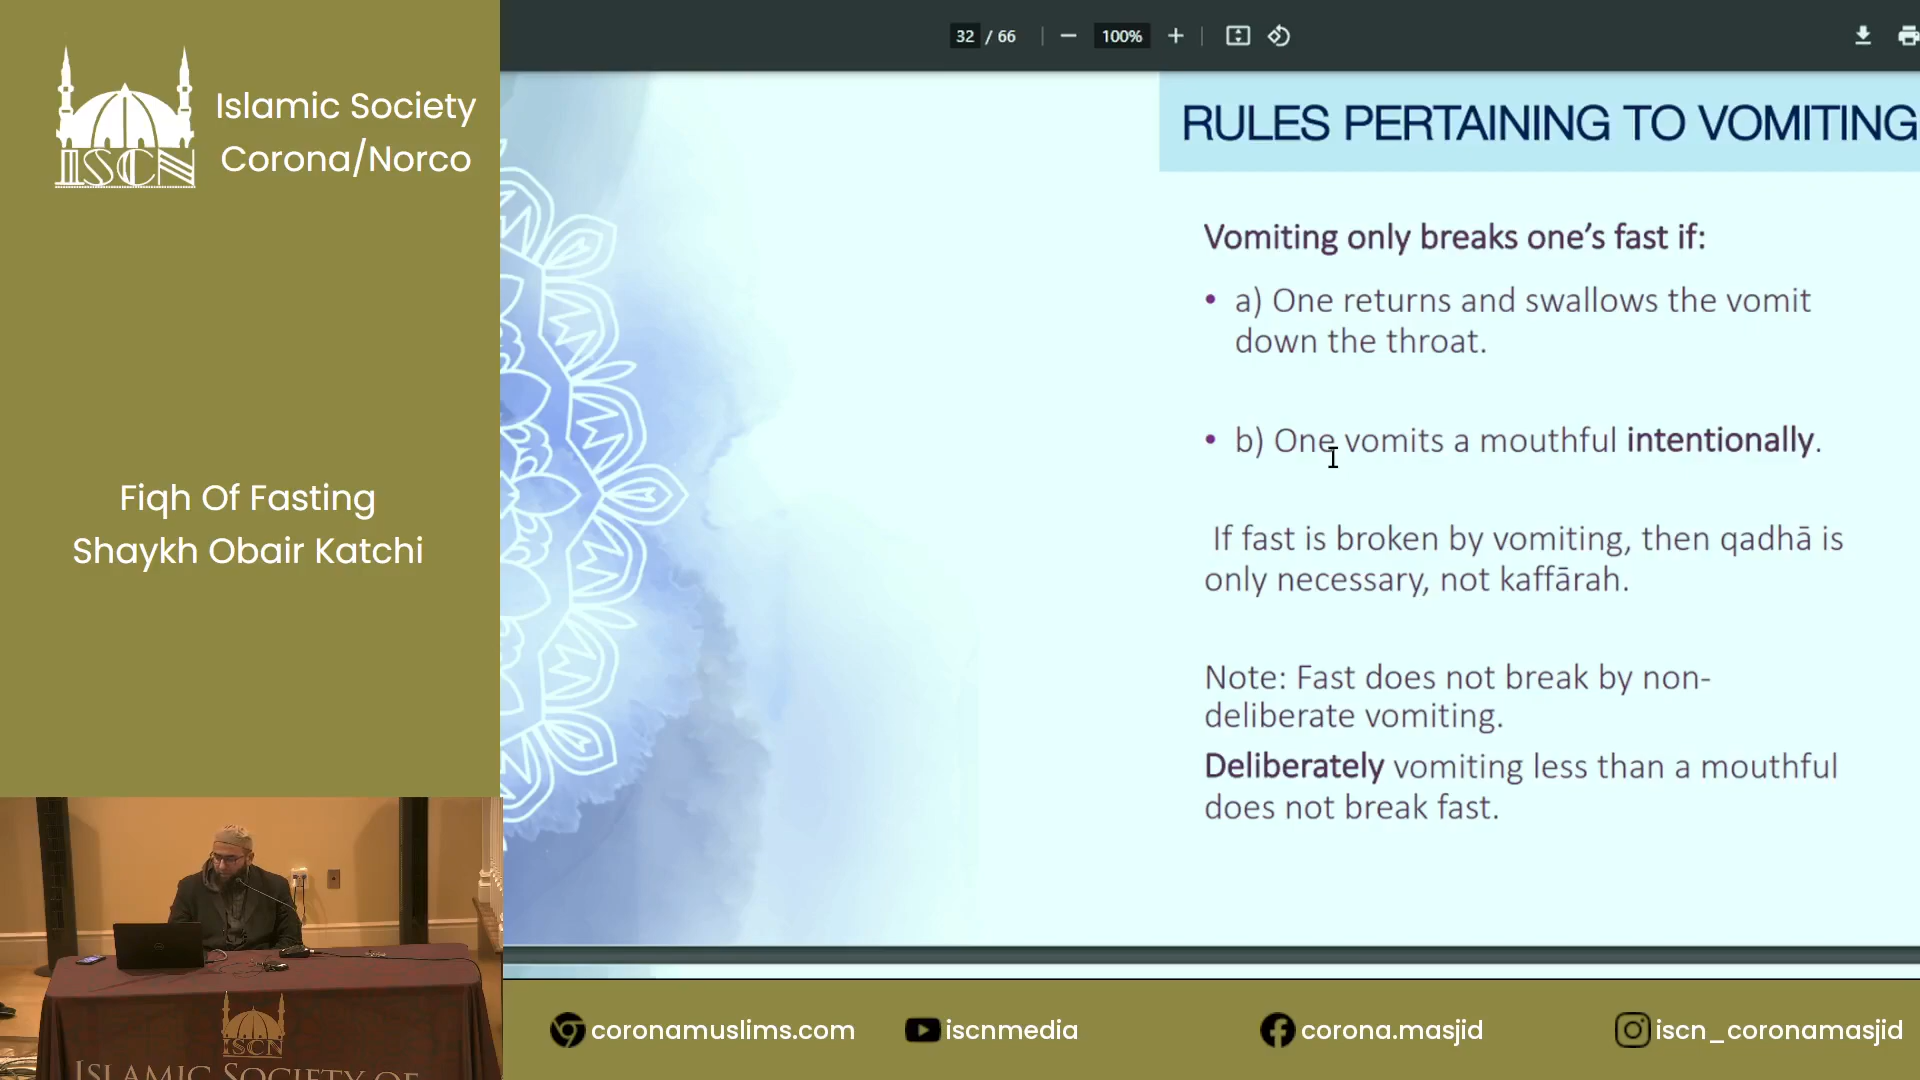 ISCN
Islamic Society
Corona/Norco
Fiqh Of Fasting
Shaykh Obair Katchi
32 / 66
100%
RULES PERTAINING TO VOMITING
Vomiting only breaks one’s fast if:
• a) One returns and swallows the vomit
down the throat.
• b) One vomits a mouthful intentionally.
If fast is broken by vomiting, then qadhā is
only necessary, not kaffārah.
Note: Fast does not break by non-
deliberate vomiting.
Deliberately vomiting less than a mouthful
does not break fast.
ISCN
ISLAMIC SOCIETY OF
coronamuslims.com
iscnmedia
corona.masjid
iscn_coronamasjid